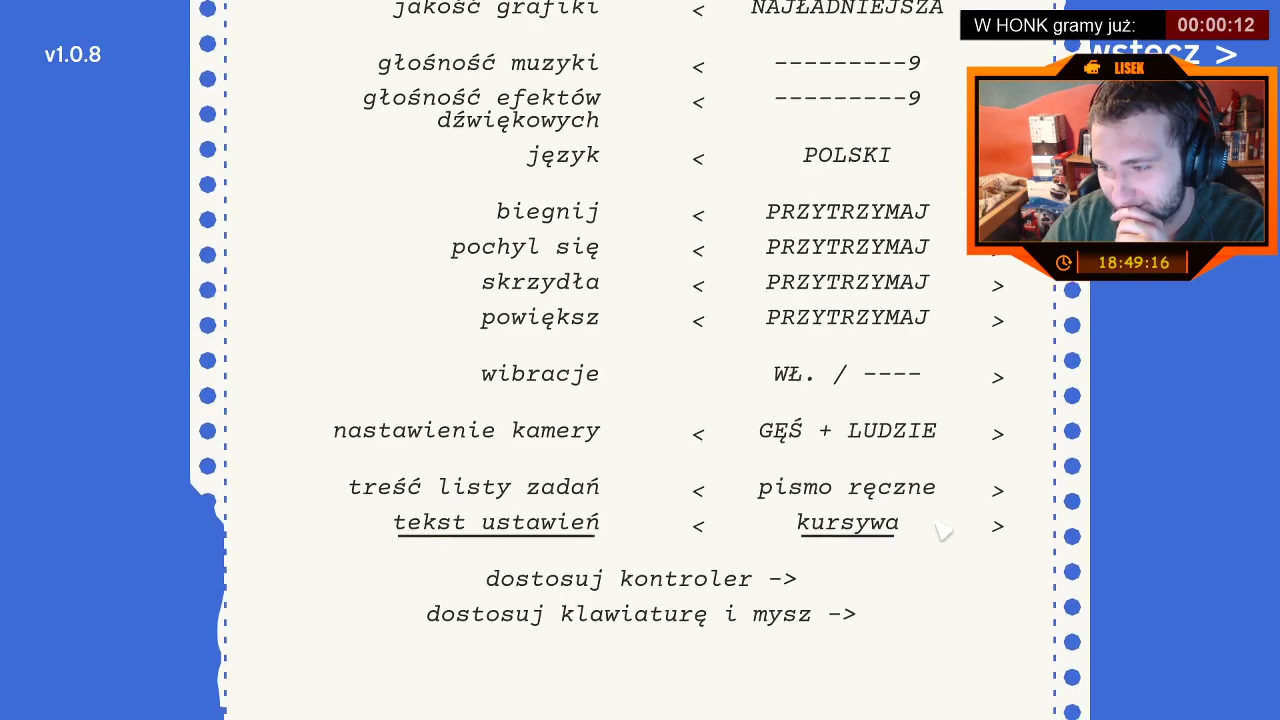 jakość grafiki < NAJŁADNIEJSZA
W HONK gramy już: 00:00:12
v1.0.8
wstecz >
głośność muzyki < ---------9
LISEK
głośność efektów dźwiękowych < ---------9
język < POLSKI
biegnij < PRZYTRZYMAJ
pochyl się < PRZYTRZYMAJ
18:49:16
skrzydła < PRZYTRZYMAJ >
powiększ < PRZYTRZYMAJ >
wibracje WŁ. / ---- >
nastawienie kamery < GĘŚ + LUDZIE >
treść listy zadań < pismo ręczne >
tekst ustawień < kursywa >
dostosuj kontroler ->
dostosuj klawiaturę i mysz ->